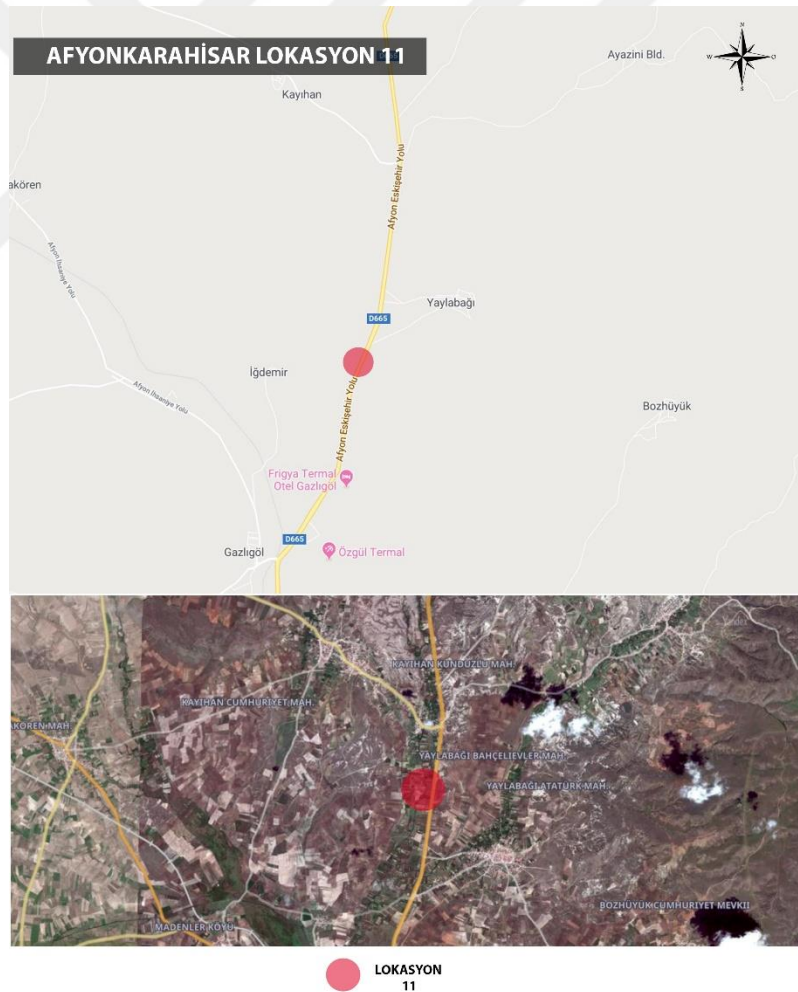 AFYONKARAHİSAR LOKASYON 11
Ayazini Bld.
N
W
S
Kayıhan
Afyon Eskişehir Yolu
akören
Afyon İhsaniye Yolu
Yaylabağı
D665
İğdemir
Afyon İhsaniye Yolu
Afyon Eskişehir Yolu
Bozhüyük
Frigya Termal
Otel Gazlıgöl
D665
Gazlıgöl
Özgül Termal
KAYIHAN KUNDUZLU MAH.
KAYIHAN CUMHURİYET MAH.
KÖREN MAH.
YAYLABAĞI BAHÇELİEVLER MAH.
YAYLABAĞI ATATÜRK MAH.
BOZHÜYÜK CUMHURİYET MEVKİİ
MADENLER KÖYÜ
LOKASYON
11